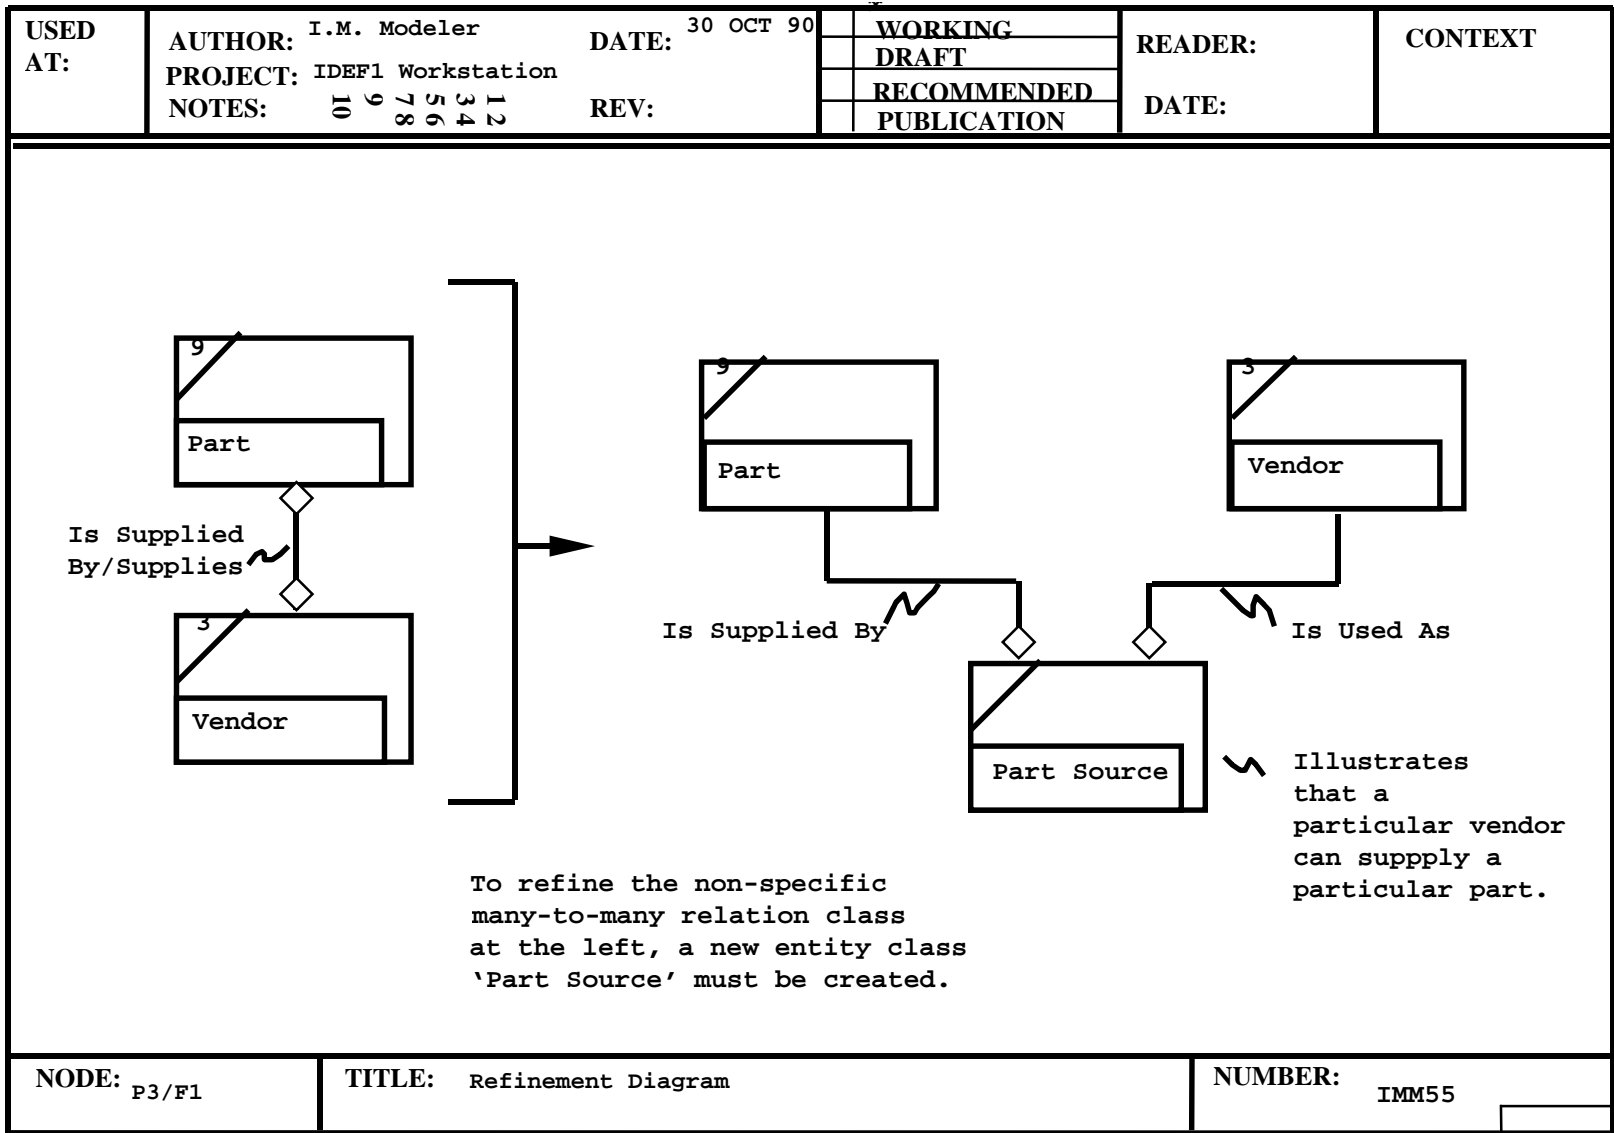 USED
AT:
AUTHOR: I.M. Modeler
DATE: 30 OCT 90
PROJECT: IDEF1 Workstation
NOTES: 10 9 7 8 5 6 3 4 1 2
REV:
WORKING
DRAFT
RECOMMENDED
PUBLICATION
READER:
DATE:
CONTEXT
9
Part
Is Supplied
By/Supplies
3
Vendor
9
Part
3
Vendor
Is Supplied By
Is Used As
Part Source
Illustrates
that a
particular vendor
can suppply a
particular part.
To refine the non-specific
many-to-many relation class
at the left, a new entity class
‘Part Source’ must be created.
NODE: P3/F1
TITLE: Refinement Diagram
NUMBER: IMM55